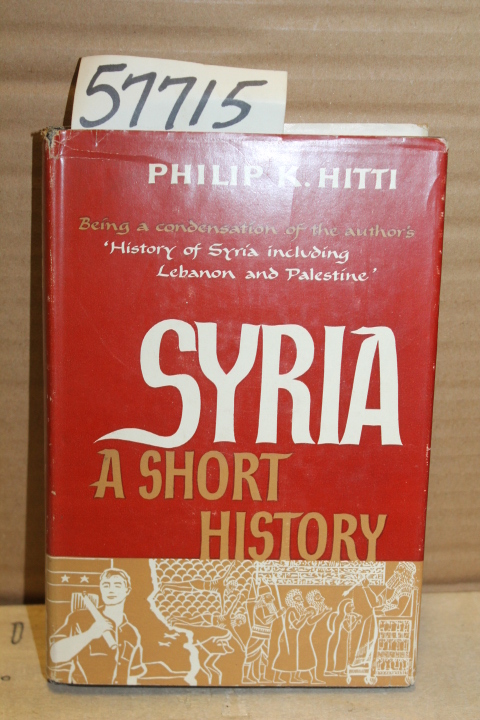 57715
PHILIP K. HITTI
Being a condensation of the author's
'History of Syria including
Lebanon and Palestine'
SYRIA
A SHORT
HISTORY
D